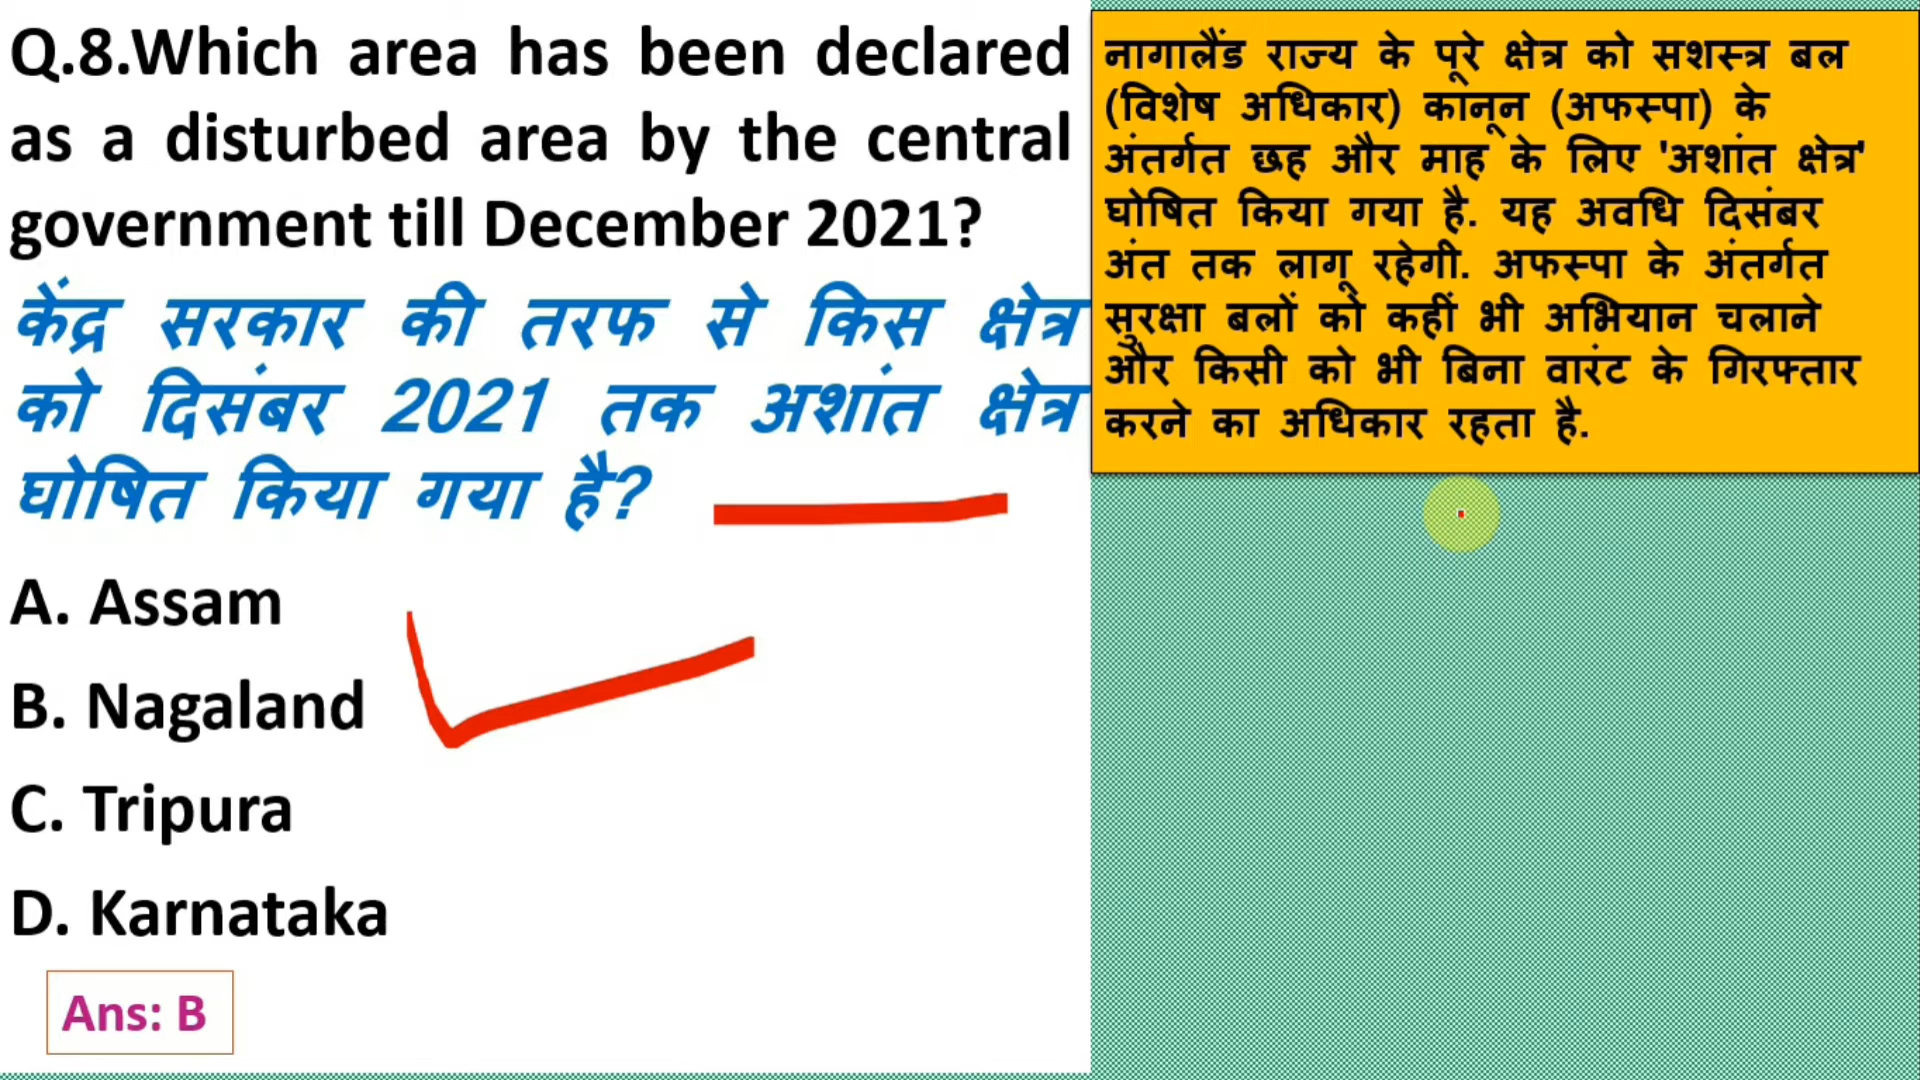 Q.8.Which area has been declared
as a disturbed area by the central
government till December 2021?
केंद्र सरकार की तरफ से किस क्षेत्र
को दिसंबर 2021 तक अशांत क्षेत्र
घोषित किया गया है?
A. Assam
B. Nagaland
C. Tripura
D. Karnataka
Ans: B
नागालैंड राज्य के पूरे क्षेत्र को सशस्त्र बल
(विशेष अधिकार) कानून (अफस्पा) के
अंतर्गत छह और माह के लिए 'अशांत क्षेत्र'
घोषित किया गया है. यह अवधि दिसंबर
अंत तक लागू रहेगी. अफस्पा के अंतर्गत
सुरक्षा बलों को कहीं भी अभियान चलाने
और किसी को भी बिना वारंट के गिरफ्तार
करने का अधिकार रहता है.